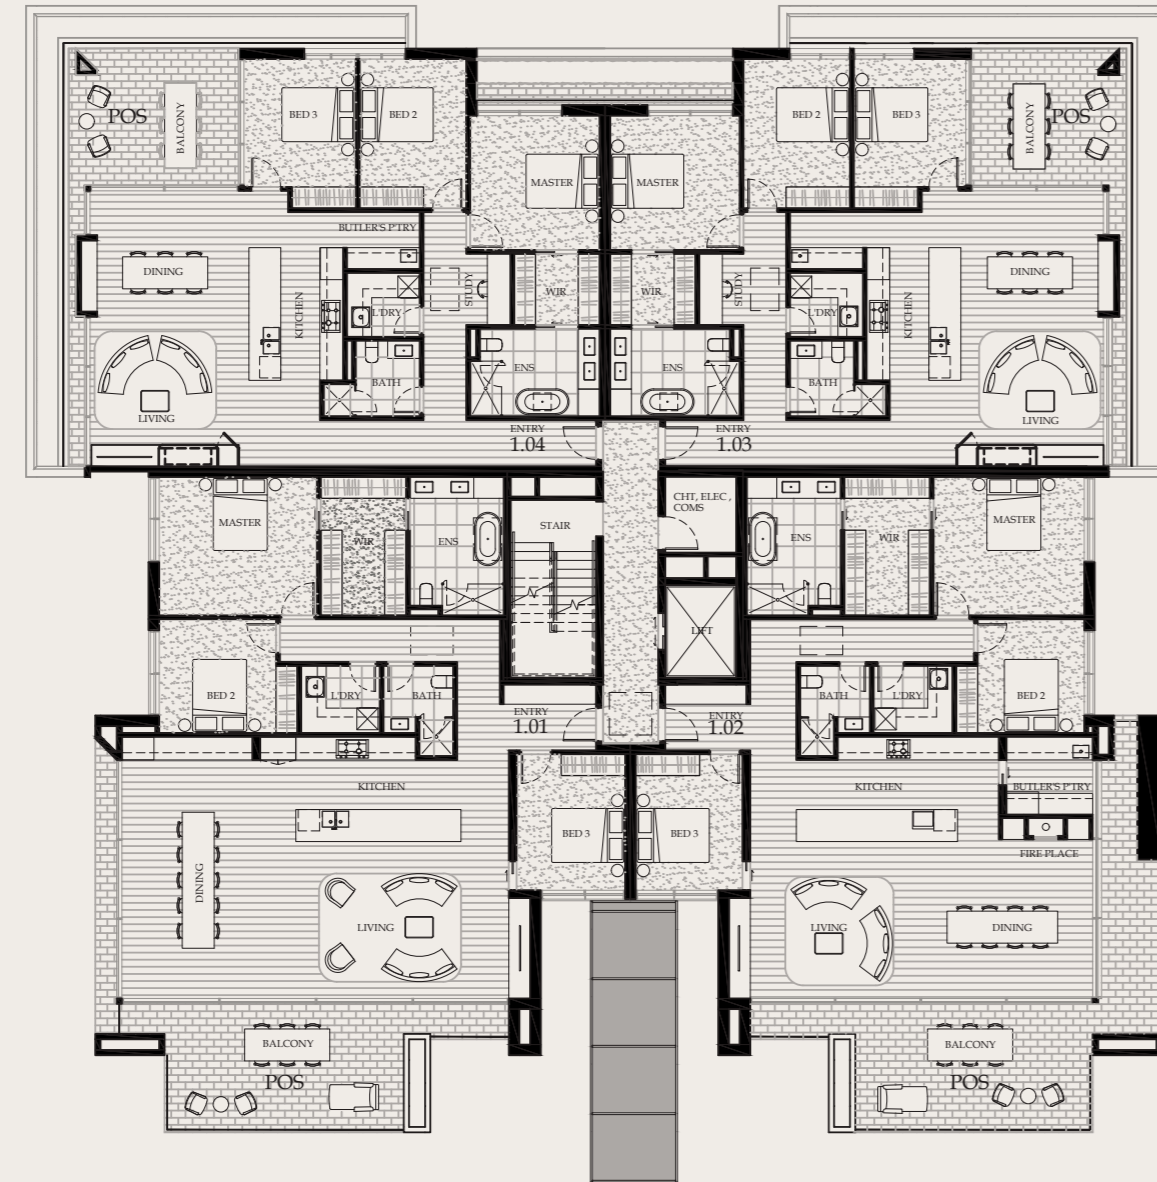 BED 3
BED 2
BED 2
BED 3
POS
BALCONY
BALCONY
POS
MASTER
MASTER
BUTLER'S P'TRY
DINING
DINING
STUDY
WIR
WIR
STUDY
KITCHEN
L'DRY
L'DRY
KITCHEN
ENS
ENS
BATH
BATH
LIVING
LIVING
ENTRY
1.04
ENTRY
1.03
CHT, ELEC ,
COMS
MASTER
STAIR
MASTER
WIR
ENS
ENS
WIR
LIFT
BED 2
L'DRY
BATH
BATH
L'DRY
BED 2
ENTRY
1.01
ENTRY
1.02
KITCHEN
KITCHEN
BUTLER'S P'TRY
BED 3
BED 3
FIRE PLACE
DINING
LIVING
LIVING
DINING
BALCONY
POS
BALCONY
POS